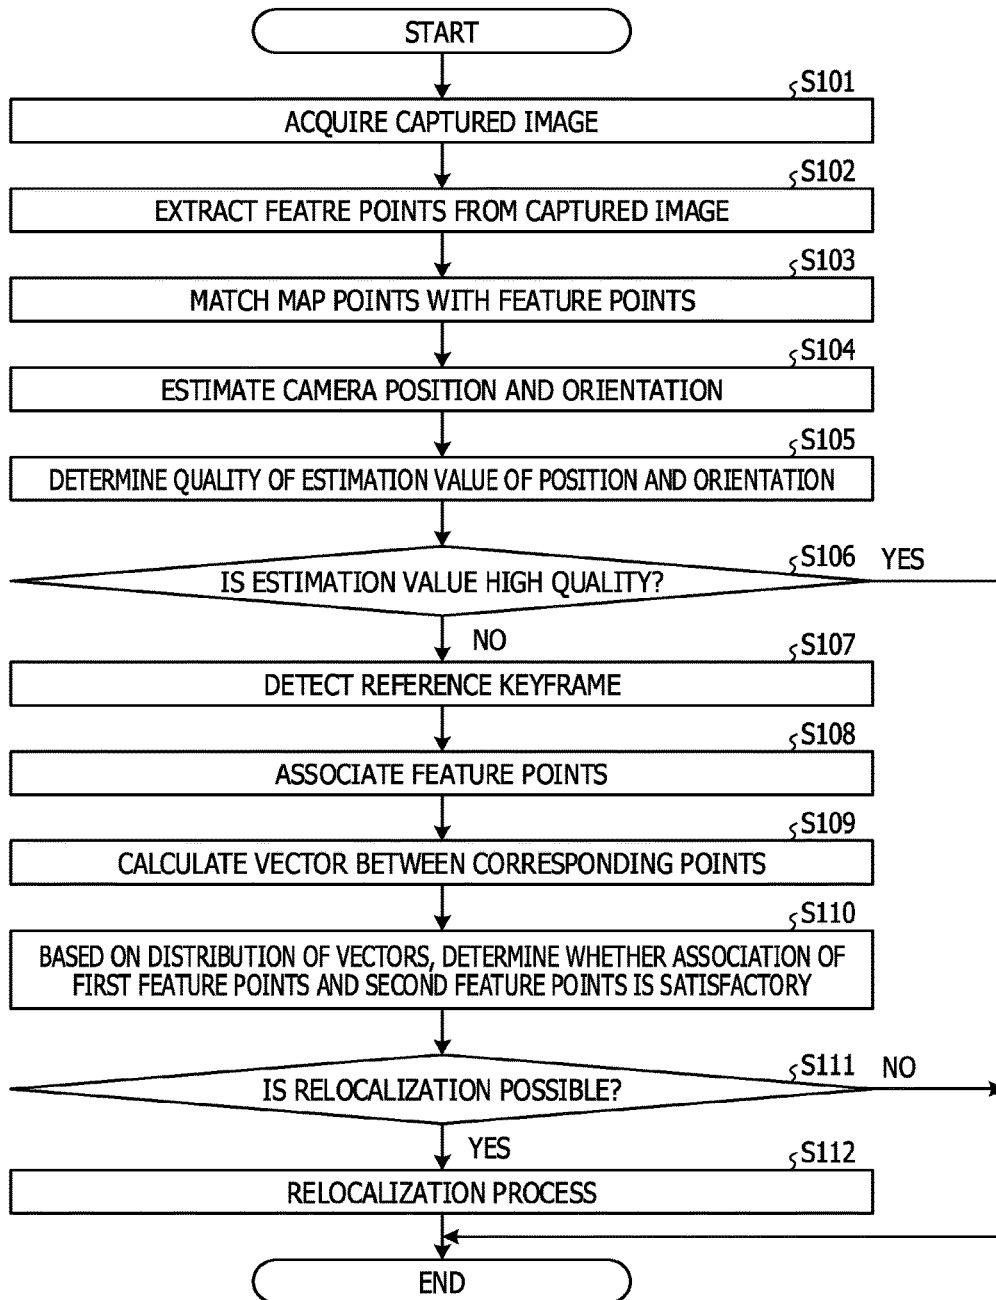 START
S101
ACQUIRE CAPTURED IMAGE
S102
EXTRACT FEATRE POINTS FROM CAPTURED IMAGE
S103
MATCH MAP POINTS WITH FEATURE POINTS
S104
ESTIMATE CAMERA POSITION AND ORIENTATION
S105
DETERMINE QUALITY OF ESTIMATION VALUE OF POSITION AND ORIENTATION
S106
YES
IS ESTIMATION VALUE HIGH QUALITY?
NO
S107
DETECT REFERENCE KEYFRAME
S108
ASSOCIATE FEATURE POINTS
S109
CALCULATE VECTOR BETWEEN CORRESPONDING POINTS
S110
BASED ON DISTRIBUTION OF VECTORS, DETERMINE WHETHER ASSOCIATION OF
FIRST FEATURE POINTS AND SECOND FEATURE POINTS IS SATISFACTORY
S111
NO
IS RELOCALIZATION POSSIBLE?
YES
S112
RELOCALIZATION PROCESS
END